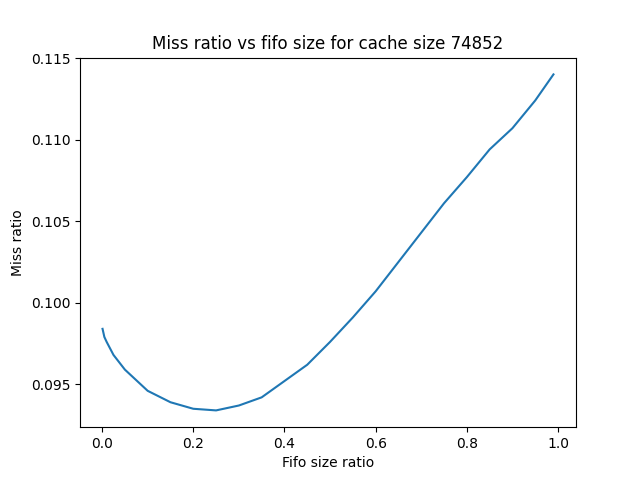 Miss ratio vs fifo size for cache size 74852
0.115
0.110
0.105
0.100
0.095
Miss ratio
0.0 0.2 0.4 0.6 0.8 1.0
Fifo size ratio